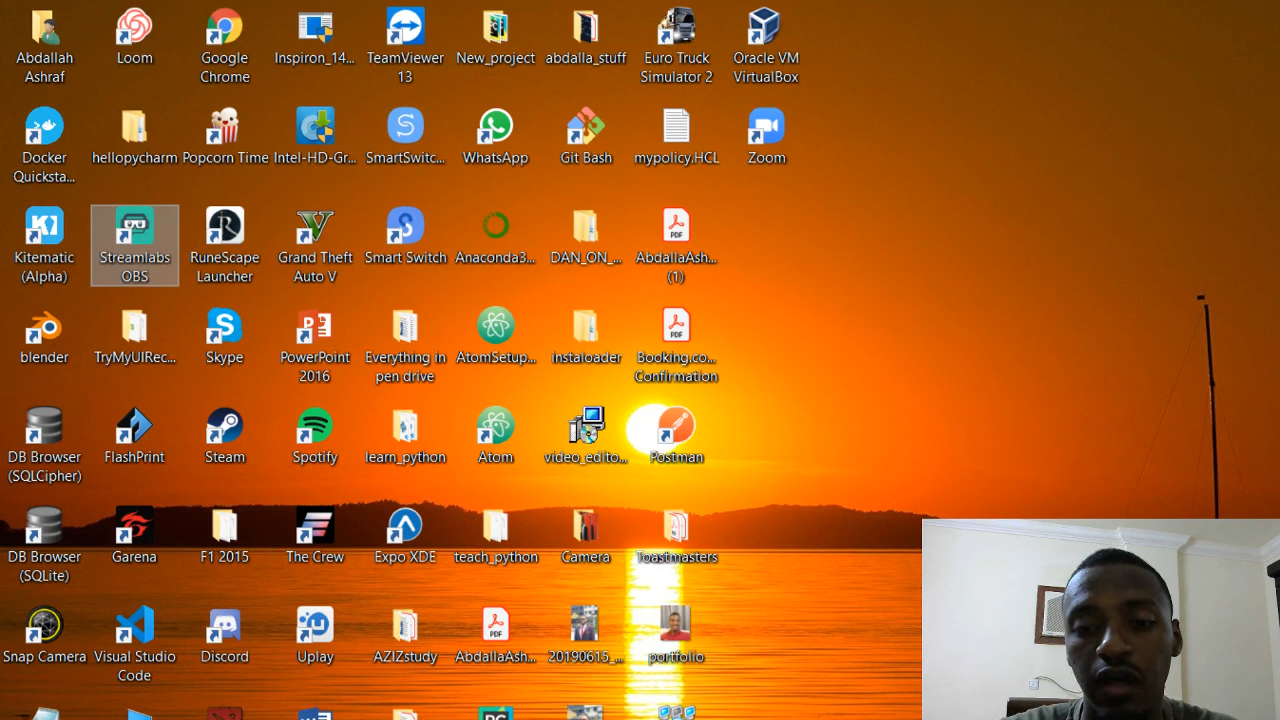 Abdallah
Ashraf
Loom
Google
Chrome
Inspiron_14...
TeamViewer
13
New_project
abdalla_stuff
Euro Truck
Simulator 2
Oracle VM
VirtualBox
Docker
Quicksta...
hellopycharm
Popcorn Time
Intel-HD-Gr...
SmartSwitc...
WhatsApp
Git Bash
mypolicy.HCL
Zoom
Kitematic
(Alpha)
Streamlabs
OBS
RuneScape
Launcher
Grand Theft
Auto V
Smart Switch
Anaconda3...
DAN_ON_...
PDF
AbdallaAsh...
(1)
blender
TryMyUIRec...
Skype
PowerPoint
2016
Everything in
pen drive
AtomSetup...
instaloader
PDF
Booking.co...
Confirmation
DB Browser
(SQLCipher)
FlashPrint
Steam
Spotify
learn_python
Atom
video_edito...
Postman
DB Browser
(SQLite)
Garena
F1 2015
The Crew
Expo XDE
teach_python
Camera
Toastmasters
Snap Camera
Visual Studio
Code
Discord
Uplay
AZIZstudy
PDF
AbdallaAsh...
20190615_...
portfolio